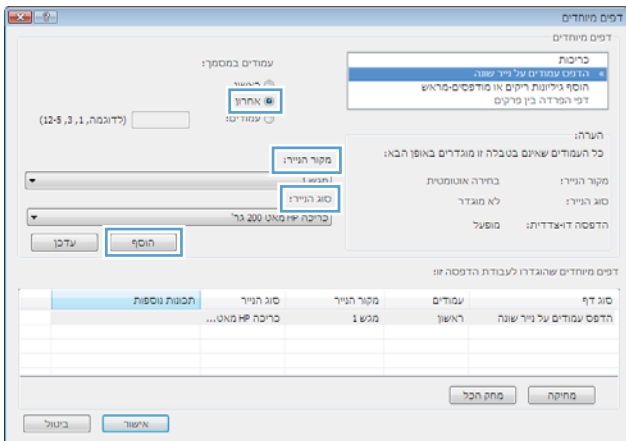 דפים מיוחדים
דפים מיוחדים
כריכות
הדפס עמודים על נייר שונה
הוסף גיליונות ריקים או מודפסים-מראש
דפי הפרדה בין פרקים
עמודים במסמך:
ראשון
אחרון
עמודים:
(לדוגמה, 1, 3, 12-5)
הערה:
כל העמודים שאינם בטבלה זו מוגדרים באופן הבא:
מקור הנייר: בחירה אוטומטית
סוג הנייר: לא מוגדר
הדפסה דו-צדדית: מופעל
מקור הנייר:
מגש 1
סוג הנייר:
כריכה HP מאט 200 גר'
הוסף
עדכן
דפים מיוחדים שהוגדרו לעבודת הדפסה זו:
סוג דף עמודים מקור הנייר סוג הנייר תכונות נוספות
הדפס עמודים על נייר שונה ראשון מגש 1 כריכה HP מאט...
מחיקה
מחק הכל
אישור
ביטול